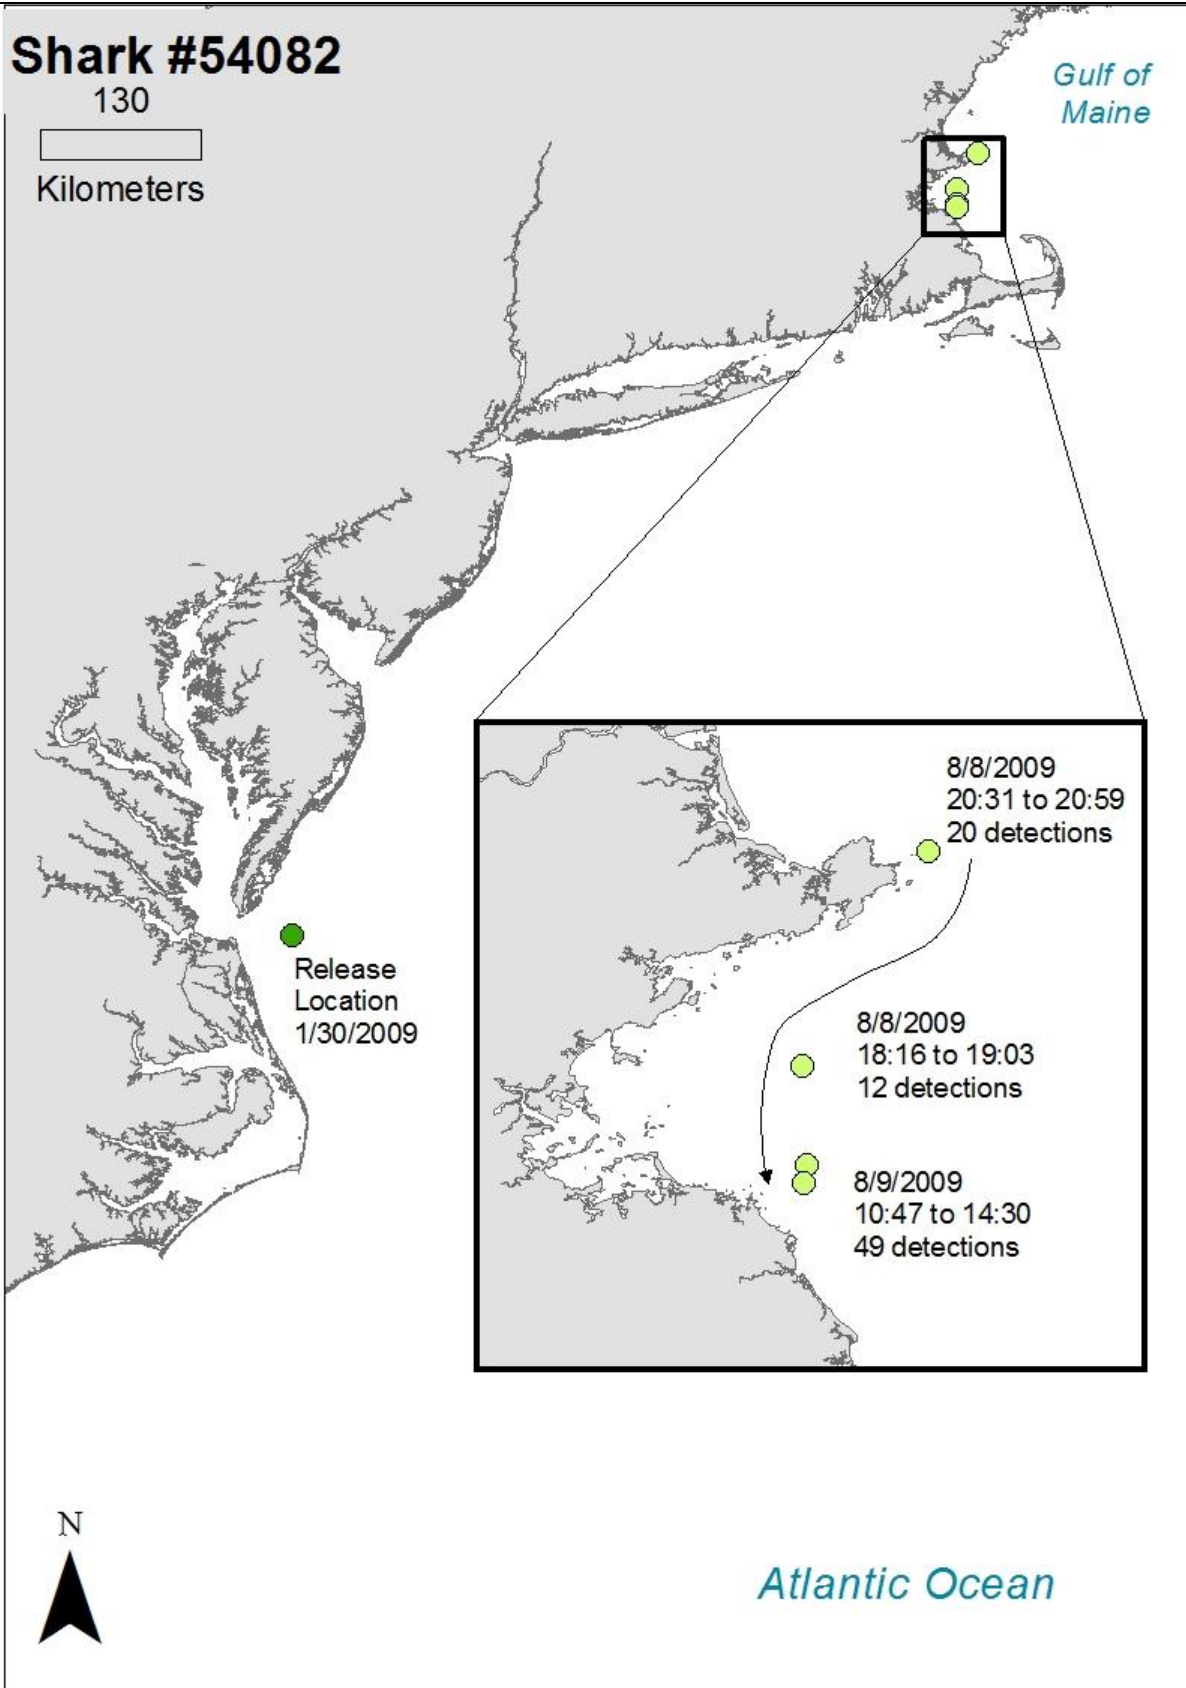 Shark #54082
130
Kilometers
Gulf of
Maine
8/8/2009
20:31 to 20:59
20 detections
Release
Location
1/30/2009
8/8/2009
18:16 to 19:03
12 detections
8/9/2009
10:47 to 14:30
49 detections
N
Atlantic Ocean